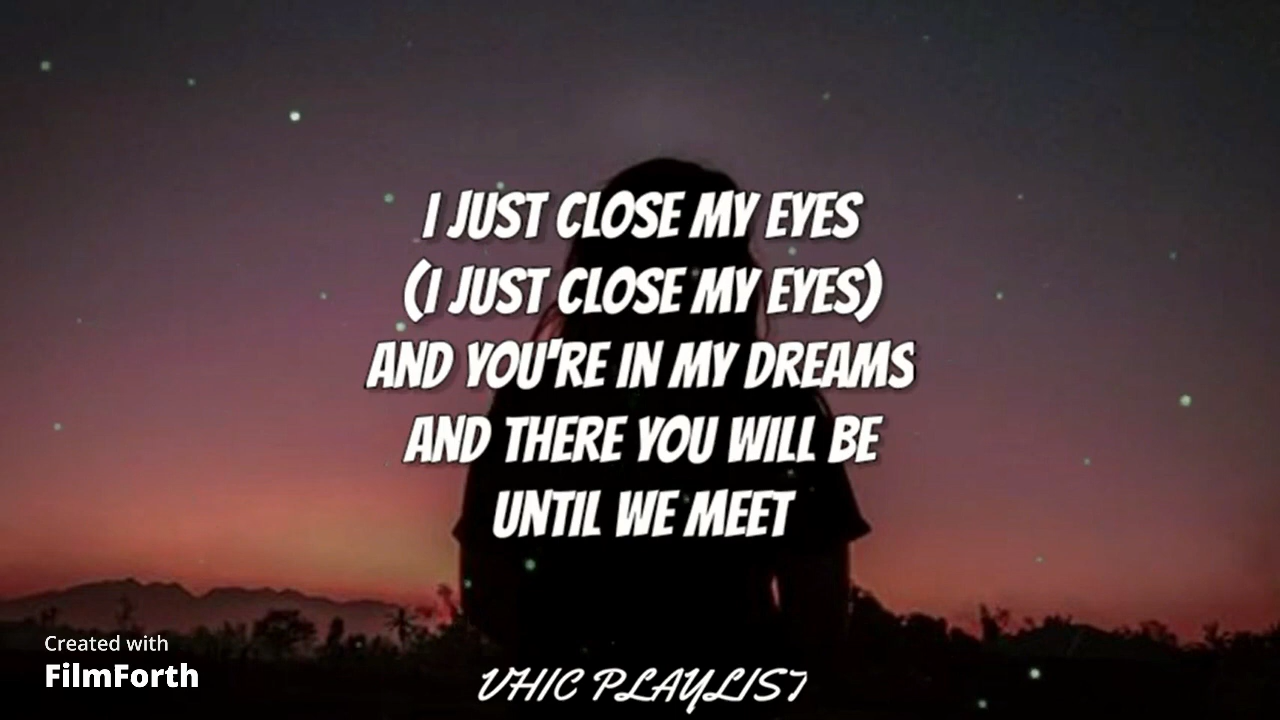 I JUST CLOSE MY EYES
(I JUST CLOSE MY EYES)
AND YOU'RE IN MY DREAMS
AND THERE YOU WILL BE
UNTIL WE MEET
Created with
FilmForth
VHIC PLAYLIST